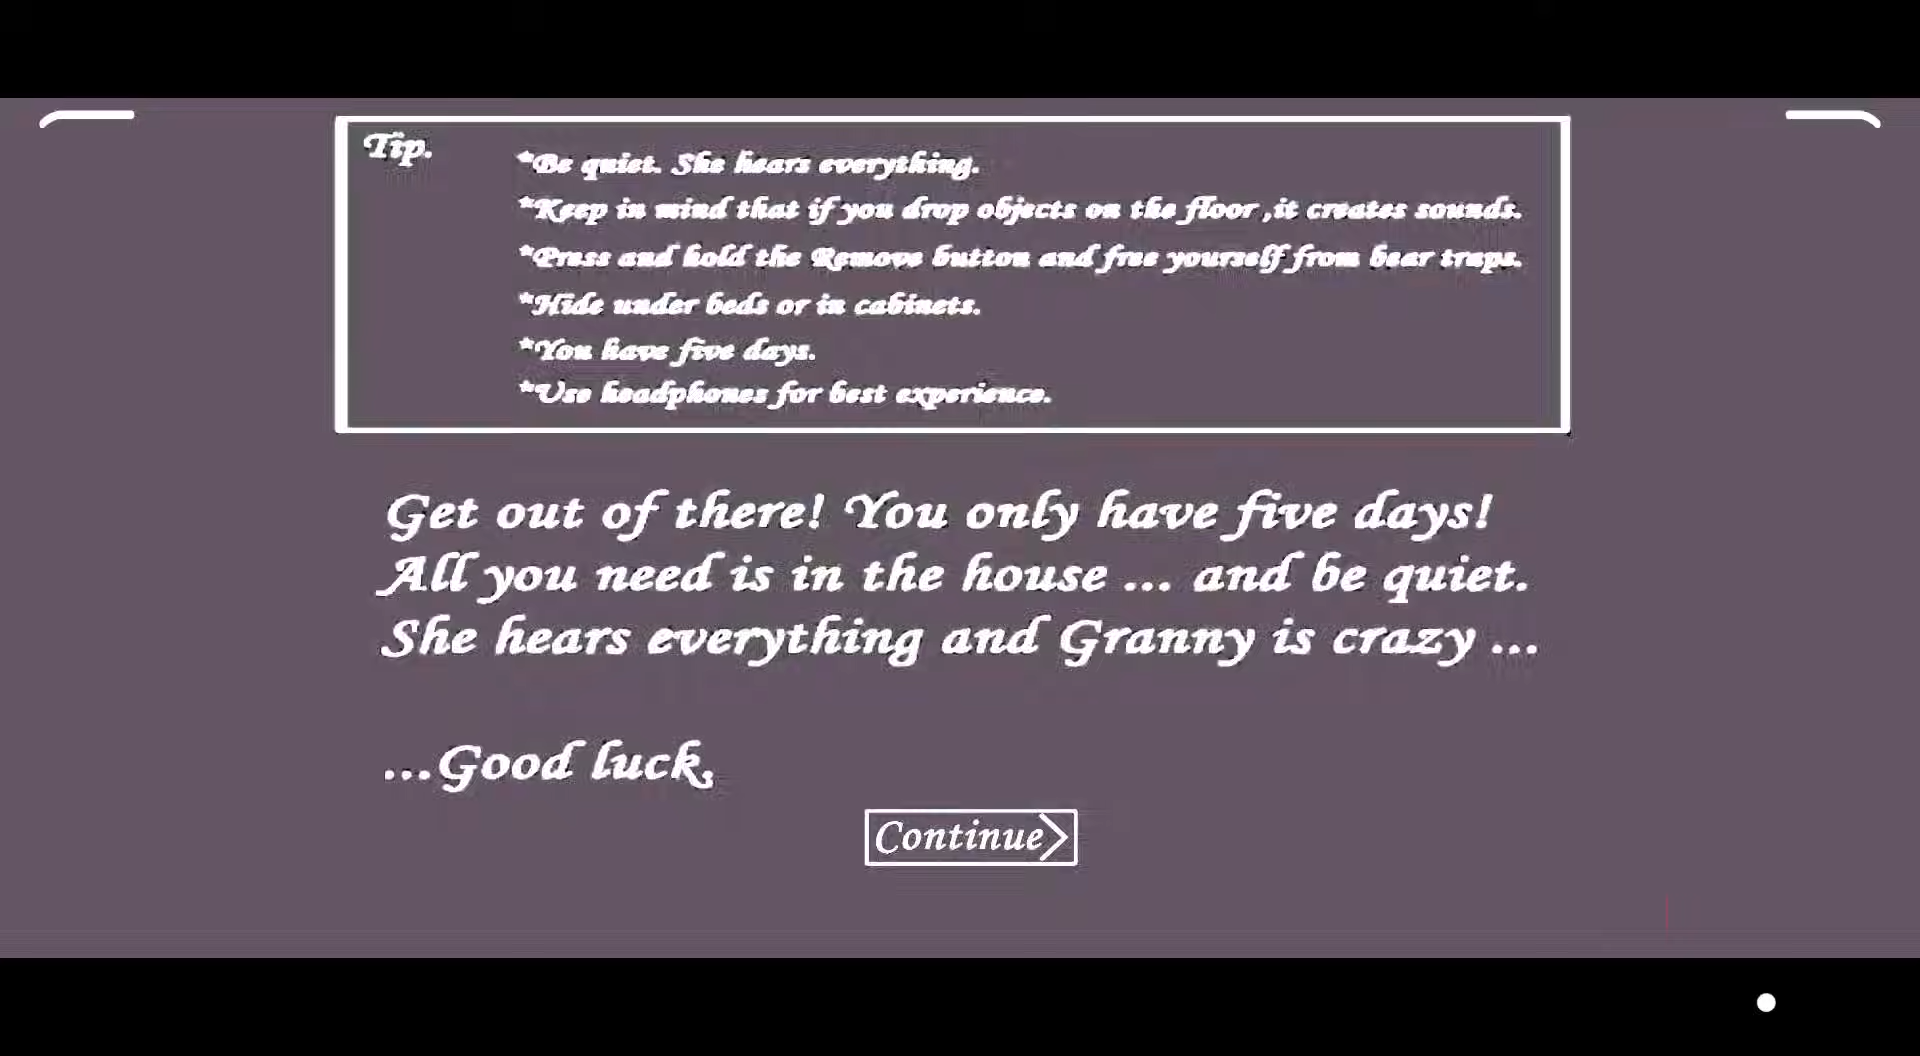 Tip.
*Be quiet. She hears everything.
*Keep in mind that if you drop objects on the floor ,it creates sounds.
*Press and hold the Remove button and free yourself from bear traps.
*Hide under beds or in cabinets.
*You have five days.
*Use headphones for best experience.
Get out of there! You only have five days!
All you need is in the house ... and be quiet.
She hears everything and Granny is crazy ...
...Good luck,
Continue>